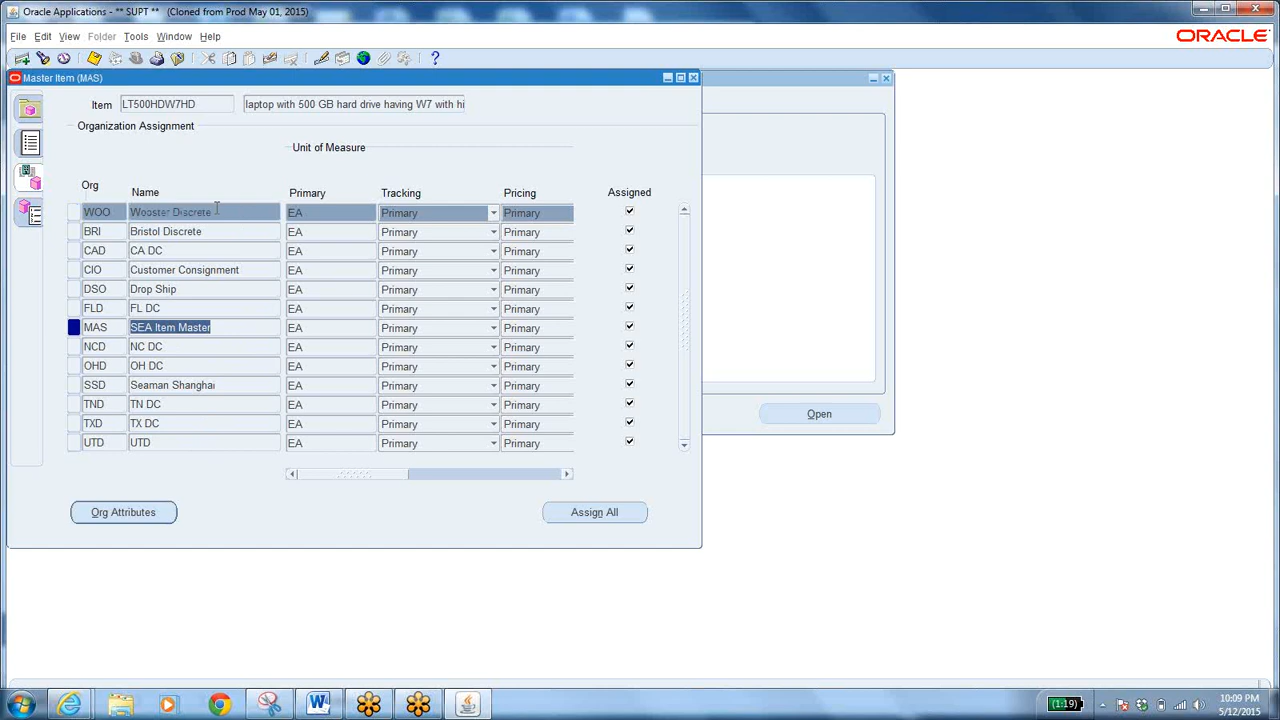 Oracle Applications - ** SUPT ** (Cloned from Prod May 01, 2015)
File Edit View Folder Tools Window Help
ORACLE
Master Item (MAS)
Item LT500HDW7HD laptop with 500 GB hard drive having W7 with hi
Organization Assignment
Unit of Measure
Org Name Primary Tracking Pricing Assigned
WOO Wooster Discrete EA Primary Primary
BRI Bristol Discrete EA Primary Primary
CAD CA DC EA Primary Primary
CIO Customer Consignment EA Primary Primary
DSO Drop Ship EA Primary Primary
FLD FL DC EA Primary Primary
MAS SEA Item Master EA Primary Primary
NCD NC DC EA Primary Primary
OHD OH DC EA Primary Primary
SSD Seaman Shanghai EA Primary Primary
TND TN DC EA Primary Primary
TXD TX DC EA Primary Primary
UTD UTD EA Primary Primary
Open
Org Attributes Assign All
(1:19) 10:09 PM
5/12/2015